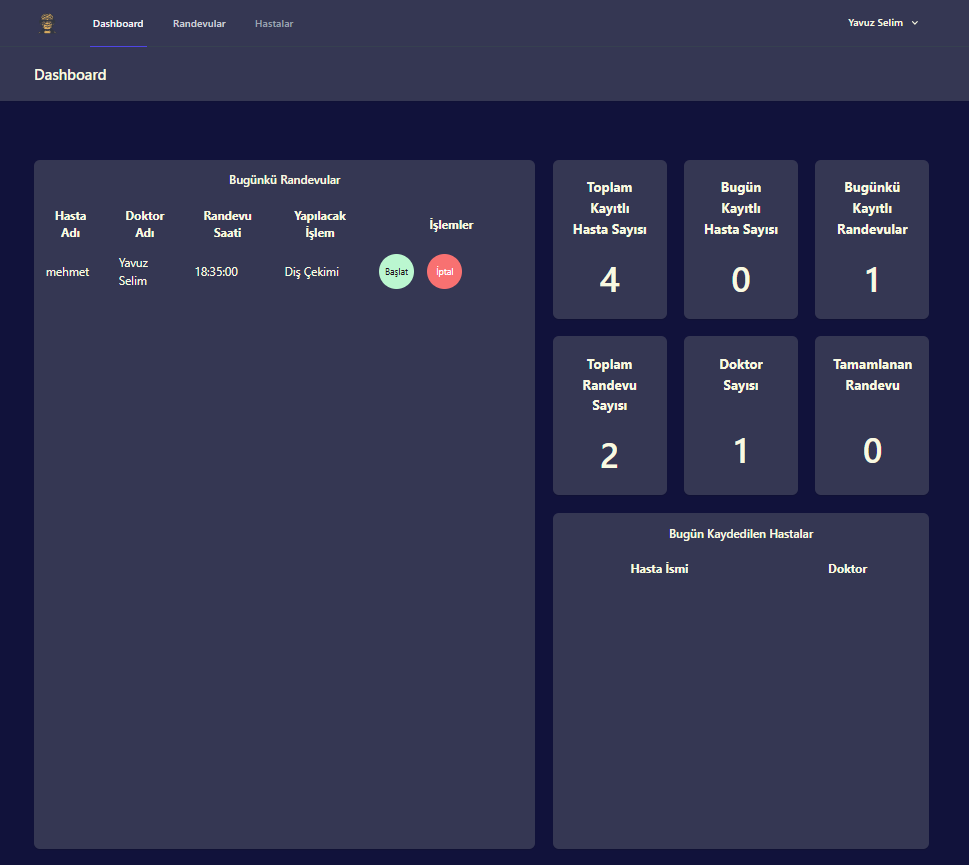 Dashboard Randevular Hastalar Yavuz Selim
Dashboard
Bugünkü Randevular
Hasta Adı
Doktor Adı
Randevu Saati
Yapılacak İşlem
İşlemler
mehmet
Yavuz Selim
18:35:00
Diş Çekimi
Başlat
İptal
Toplam
Kayıtlı
Hasta Sayısı
4
Bugün
Kayıtlı
Hasta Sayısı
0
Bugünkü
Kayıtlı
Randevular
1
Toplam
Randevu
Sayısı
2
Doktor
Sayısı
1
Tamamlanan
Randevu
0
Bugün Kaydedilen Hastalar
Hasta İsmi Doktor